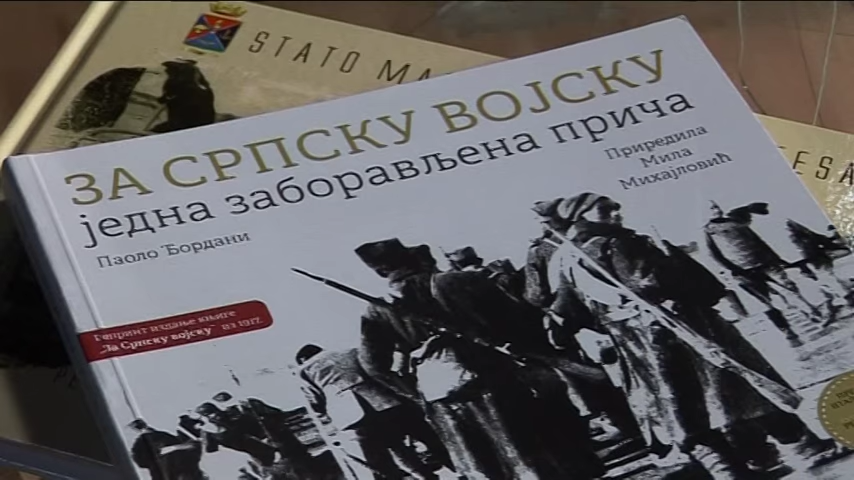 STATO MA
ЗА СРПСКУ ВОЈСКУ
једна заборављена прича
Приредила
Мила
Михајловић
Паоло Ђордани
Репринт издање књиге
"За Српску војску" из 1917.
ESA